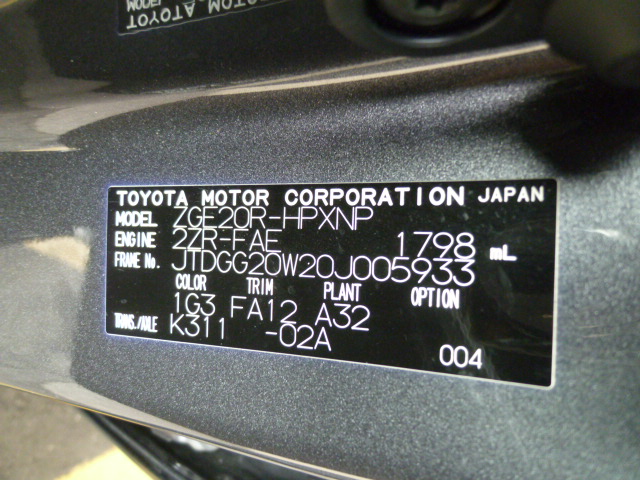 TOYOTA MOTOR CORPORATION JAPAN
MODEL ZGE20R-HPXNP
ENGINE 2ZR-FAE 1798 mL
FRAME No. JTDGG20W20J005933
COLOR TRIM PLANT OPTION
1G3 FA12 A32
TRANS./AXLE K311 -02A
004